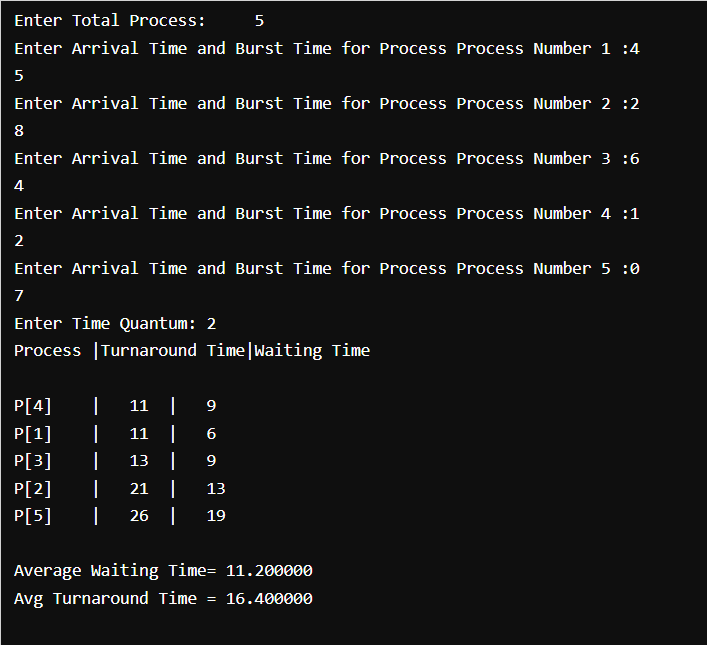 Enter Total Process:     5
Enter Arrival Time and Burst Time for Process Process Number 1 :4
5
Enter Arrival Time and Burst Time for Process Process Number 2 :2
8
Enter Arrival Time and Burst Time for Process Process Number 3 :6
4
Enter Arrival Time and Burst Time for Process Process Number 4 :1
2
Enter Arrival Time and Burst Time for Process Process Number 5 :0
7
Enter Time Quantum: 2
Process |Turnaround Time|Waiting Time
P[4]    |   11  |   9
P[1]    |   11  |   6
P[3]    |   13  |   9
P[2]    |   21  |   13
P[5]    |   26  |   19
Average Waiting Time= 11.200000
Avg Turnaround Time = 16.400000